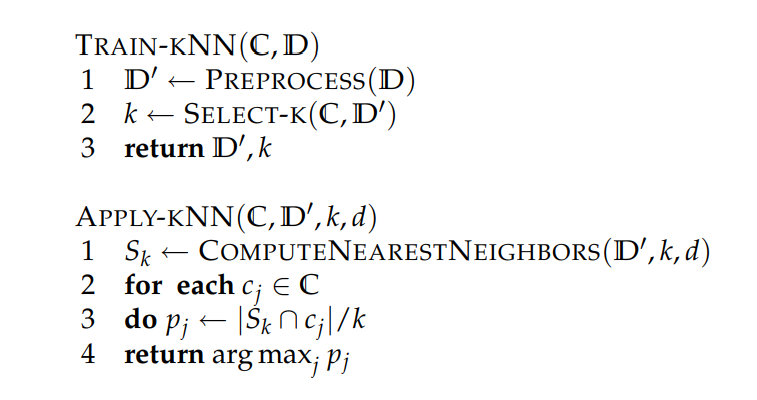 TRAIN-KNN(ℂ, 𝔻)
1 𝔻′ ← PREPROCESS(𝔻)
2 k ← SELECT-K(ℂ, 𝔻′)
3 return 𝔻′, k
APPLY-KNN(ℂ, 𝔻′, k, d)
1 Sₖ ← COMPUTENEARESTNEIGHBORS(𝔻′, k, d)
2 for each cⱼ ∈ ℂ
3 do pⱼ ← |Sₖ ∩ cⱼ|/k
4 return arg maxⱼ pⱼ